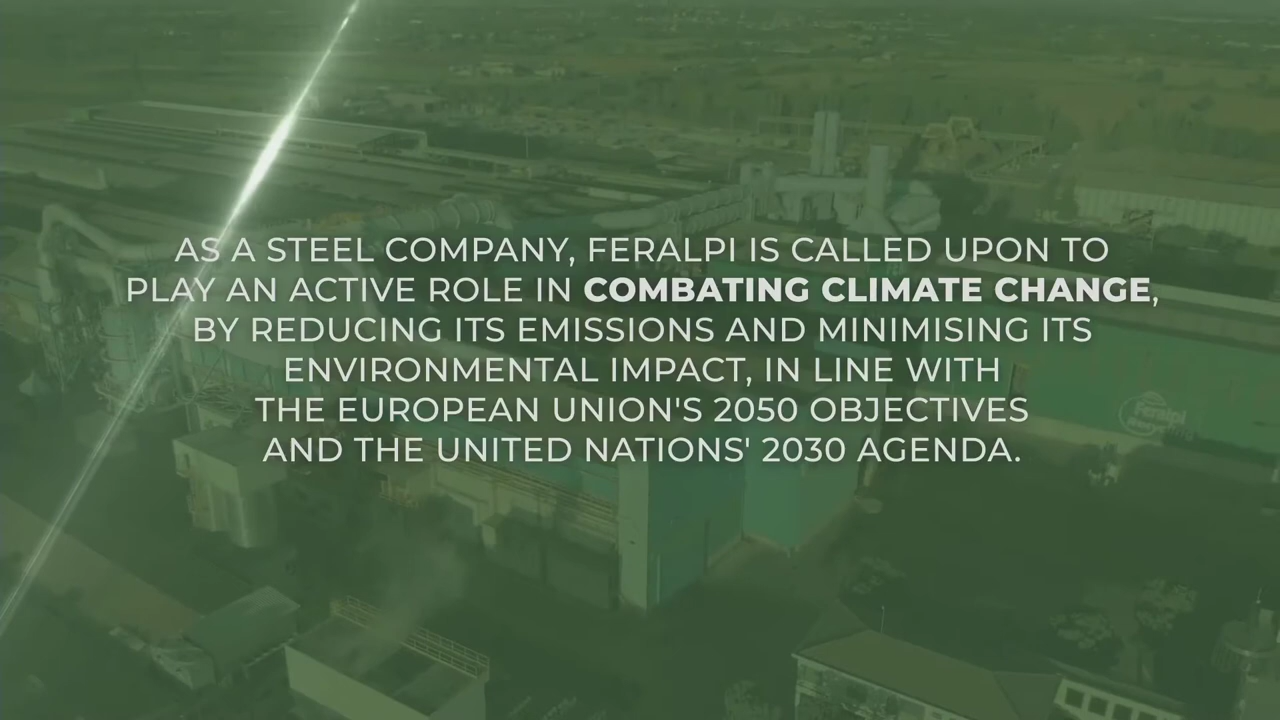 AS A STEEL COMPANY, FERALPI IS CALLED UPON TO
PLAY AN ACTIVE ROLE IN COMBATING CLIMATE CHANGE,
BY REDUCING ITS EMISSIONS AND MINIMISING ITS
ENVIRONMENTAL IMPACT, IN LINE WITH
THE EUROPEAN UNION'S 2050 OBJECTIVES
AND THE UNITED NATIONS' 2030 AGENDA.
Feralpi